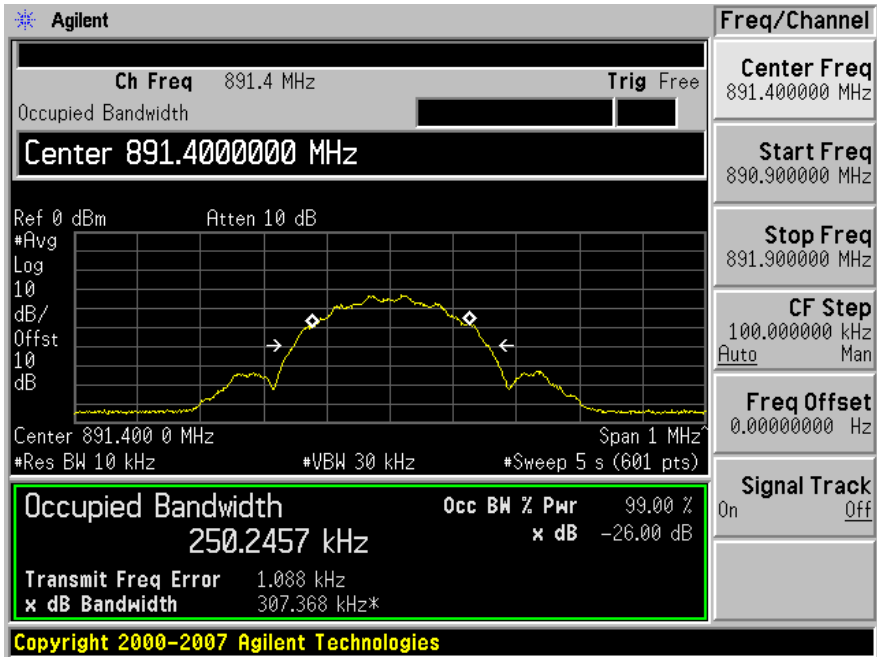 Agilent
Freq/Channel
Ch Freq 891.4 MHz Trig Free
Occupied Bandwidth
Center 891.4000000 MHz
Ref 0 dBm Atten 10 dB
#Avg
Log
10
dB/
Offst
10
dB
Center 891.400 0 MHz Span 1 MHz^
#Res BW 10 kHz #VBW 30 kHz #Sweep 5 s (601 pts)
Occupied Bandwidth
250.2457 kHz
Occ BW % Pwr 99.00 %
x dB -26.00 dB
Transmit Freq Error 1.088 kHz
x dB Bandwidth 307.368 kHz*
Center Freq
891.400000 MHz
Start Freq
890.900000 MHz
Stop Freq
891.900000 MHz
CF Step
100.000000 kHz
Auto Man
Freq Offset
0.00000000 Hz
Signal Track
On Off
Copyright 2000-2007 Agilent Technologies